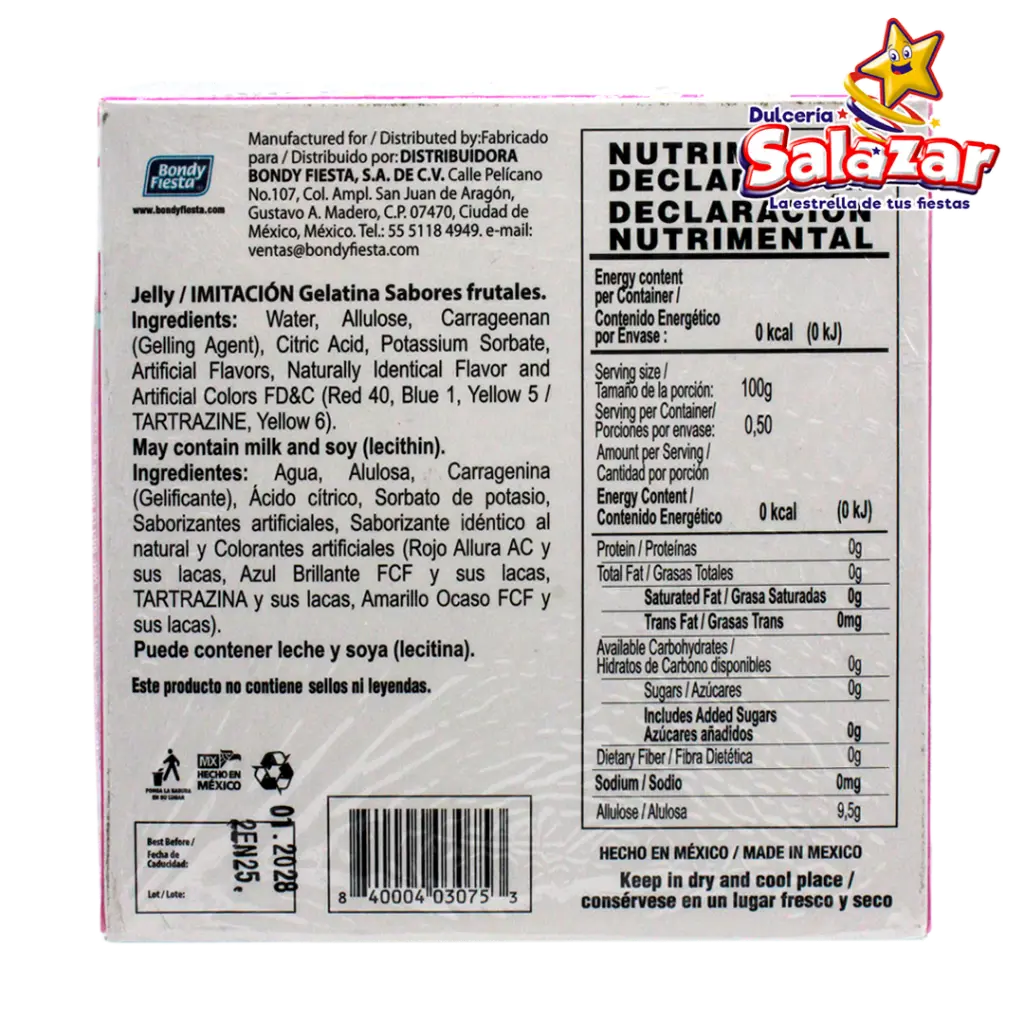 Dulcería
Salazar
La estrella de tus fiestas
Bondy
Fiesta
www.bondyfiesta.com
Manufactured for / Distributed by:Fabricado
para / Distribuido por: DISTRIBUIDORA
BONDY FIESTA, S.A. DE C.V. Calle Pelícano
No.107, Col. Ampl. San Juan de Aragón,
Gustavo A. Madero, C.P. 07470, Ciudad de
México, México. Tel.: 55 5118 4949. e-mail:
ventas@bondyfiesta.com
Jelly / IMITACIÓN Gelatina Sabores frutales.
Ingredients: Water, Allulose, Carrageenan
(Gelling Agent), Citric Acid, Potassium Sorbate,
Artificial Flavors, Naturally Identical Flavor and
Artificial Colors FD&C (Red 40, Blue 1, Yellow 5 /
TARTRAZINE, Yellow 6).
May contain milk and soy (lecithin).
Ingredientes: Agua, Alulosa, Carragenina
(Gelificante), Ácido cítrico, Sorbato de potasio,
Saborizantes artificiales, Saborizante idéntico al
natural y Colorantes artificiales (Rojo Allura AC y
sus lacas, Azul Brillante FCF y sus lacas,
TARTRAZINA y sus lacas, Amarillo Ocaso FCF y
sus lacas).
Puede contener leche y soya (lecitina).
Este producto no contiene sellos ni leyendas.
PONGA LA BASURA
EN SU LUGAR
MX
HECHO EN
MÉXICO
Best Before /
Fecha de
Caducidad:
Lot / Lote:
01.2028
2EN25
8 40004 03075 3
DECLARACIÓN
NUTRIMENTAL
Energy content
per Container /
Contenido Energético
por Envase : 0 kcal (0 kJ)
Serving size /
Tamaño de la porción: 100g
Serving per Container/
Porciones por envase: 0,50
Amount per Serving /
Cantidad por porción
Energy Content /
Contenido Energético 0 kcal (0 kJ)
Protein / Proteínas 0g
Total Fat / Grasas Totales 0g
Saturated Fat / Grasa Saturadas 0g
Trans Fat / Grasas Trans 0mg
Available Carbohydrates /
Hidratos de Carbono disponibles 0g
Sugars / Azúcares 0g
Includes Added Sugars
Azúcares añadidos 0g
Dietary Fiber / Fibra Dietética 0g
Sodium / Sodio 0mg
Allulose / Alulosa 9,5g
HECHO EN MÉXICO / MADE IN MEXICO
Keep in dry and cool place /
consérvese en un lugar fresco y seco